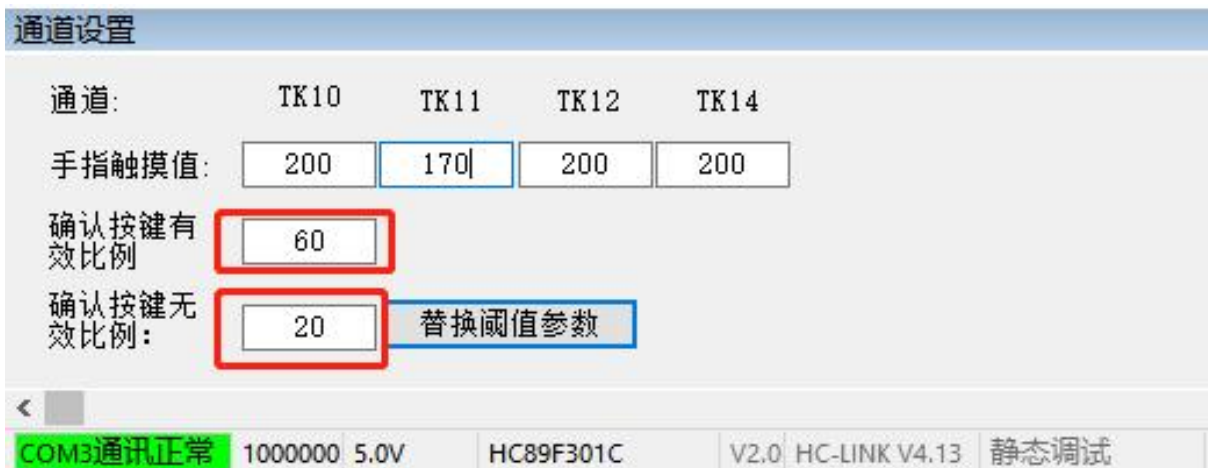 通道设置
通道: TK10 TK11 TK12 TK14
手指触摸值: 200 170 200 200
确认按键有
效比例 60
确认按键无
效比例: 20 替换阈值参数
COM3通讯正常 1000000 5.0V HC89F301C V2.0 HC-LINK V4.13 静态调试